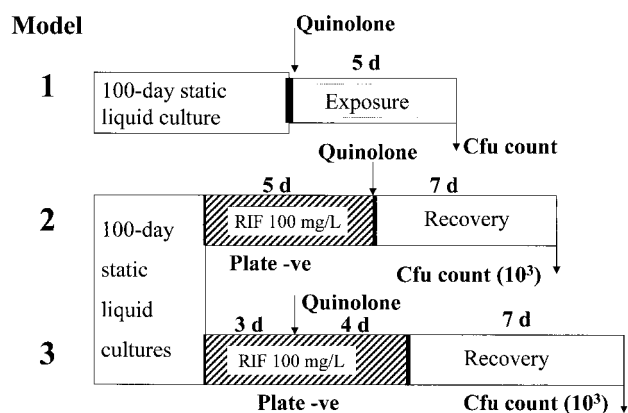 Model
Quinolone
5 d
1
100-day static
liquid culture
Exposure
Cfu count
Quinolone
5 d
7 d
2
100-day
static
liquid
cultures
RIF 100 mg/L
Recovery
Plate -ve
Cfu count (10³)
Quinolone
3 d
4 d
7 d
3
RIF 100 mg/L
Recovery
Plate -ve
Cfu count (10³)